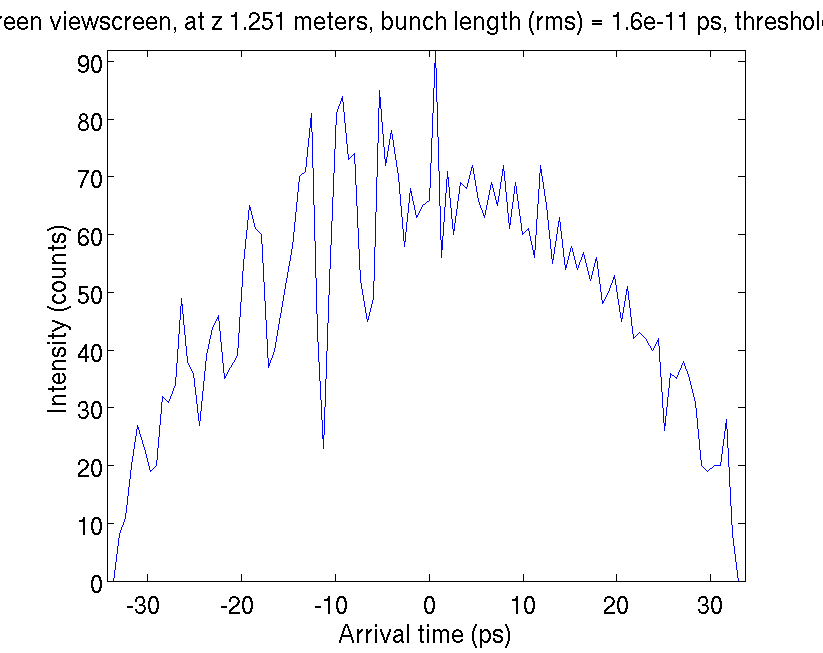 reen viewscreen, at z 1.251 meters, bunch length (rms) = 1.6e-11 ps, threshol
90
80
70
60
50
40
30
20
10
0
Intensity (counts)
-30 -20 -10 0 10 20 30
Arrival time (ps)